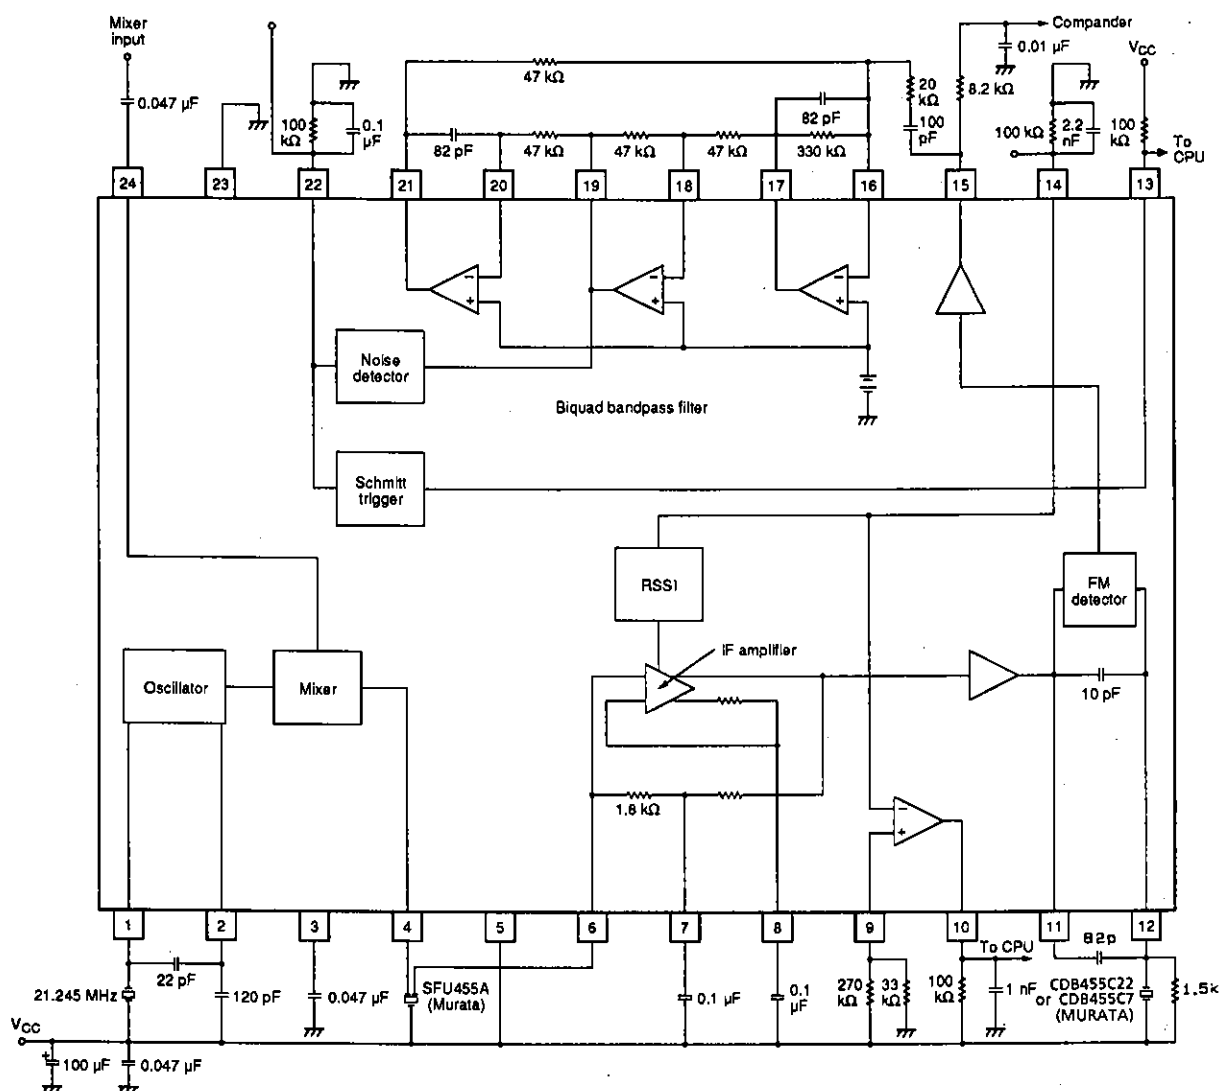 Mixer
input
0.047 µF
100
kΩ
0.1
µF
47 kΩ
82 pF
47 kΩ
47 kΩ
47 kΩ
82 pF
330 kΩ
20
kΩ
100
pF
8.2 kΩ
Compander
0.01 µF
100 kΩ
2.2
nF
VCC
100
kΩ
To
CPU
24
23
22
21
20
19
18
17
16
15
14
13
Noise
detector
Biquad bandpass filter
Schmitt
trigger
RSSI
FM
detector
IF amplifier
Oscillator
Mixer
10 pF
1.8 kΩ
−
+
−
+
−
+
−
+
1
2
3
4
5
6
7
8
9
10
11
12
22 pF
21.245 MHz
120 pF
0.047 µF
SFU455A
(Murata)
0.1 µF
0.1
µF
270
kΩ
33
kΩ
100
kΩ
To CPU
1 nF
82p
CDB455C22
or CDB455C7
(MURATA)
1.5k
VCC
+
100 µF
0.047 µF